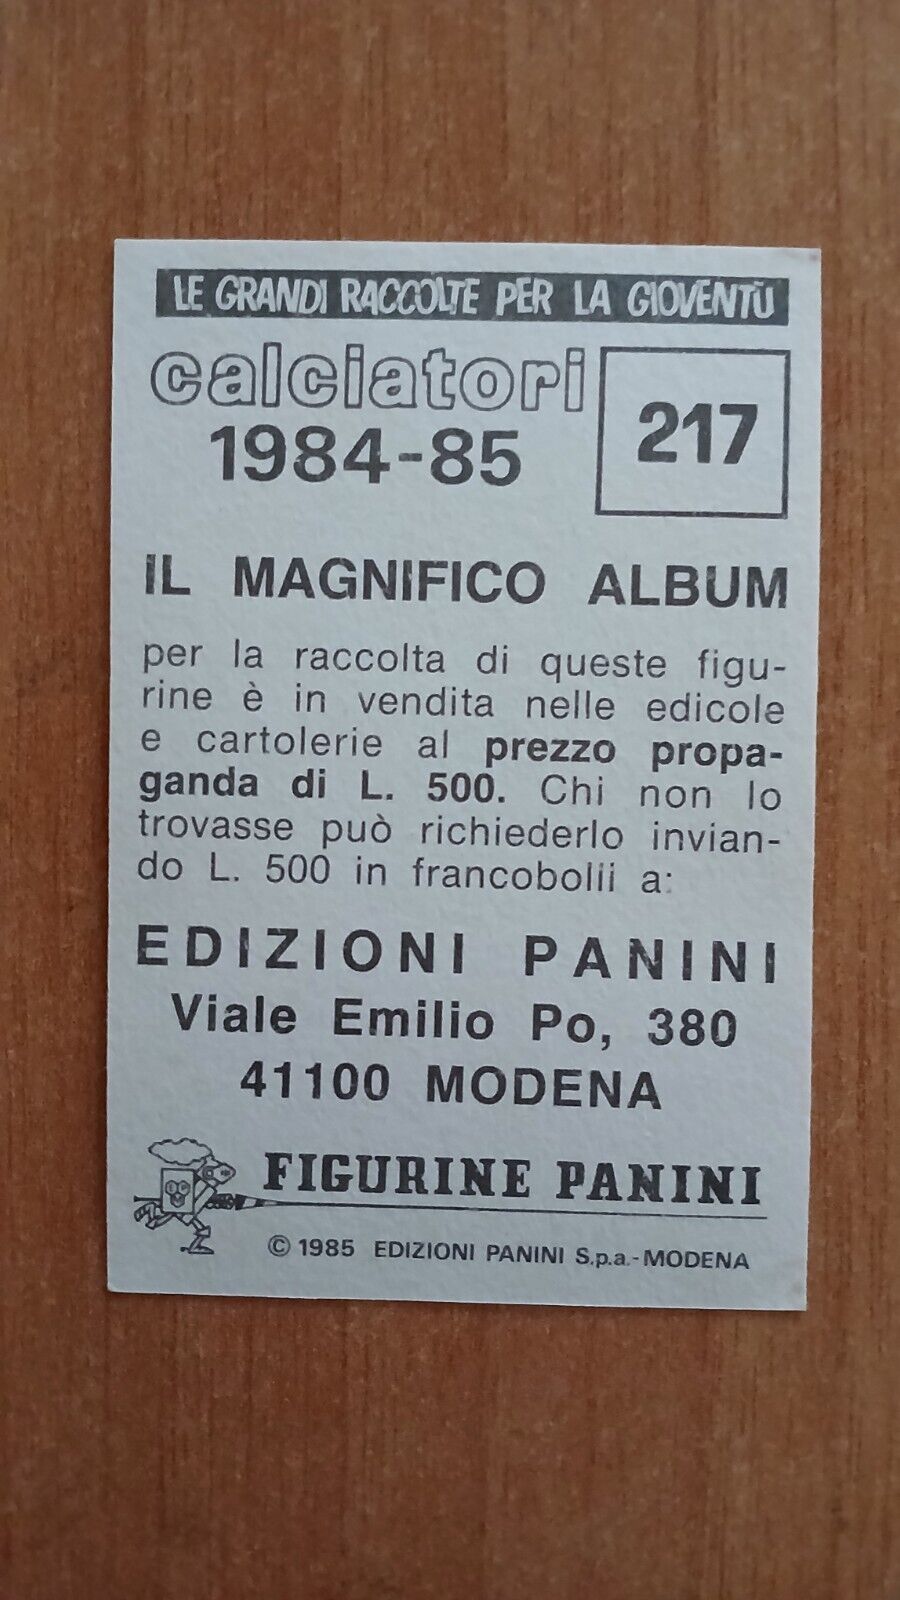 LE GRANDI RACCOLTE PER LA GIOVENTÙ
calciatori
1984-85
217
IL MAGNIFICO ALBUM
per la raccolta di queste figu-
rine è in vendita nelle edicole
e cartolerie al prezzo propa-
ganda di L. 500. Chi non lo
trovasse può richiederlo invian-
do L. 500 in francobolii a:
EDIZIONI PANINI
Viale Emilio Po, 380
41100 MODENA
FIGURINE PANINI
© 1985 EDIZIONI PANINI S.p.a.-MODENA